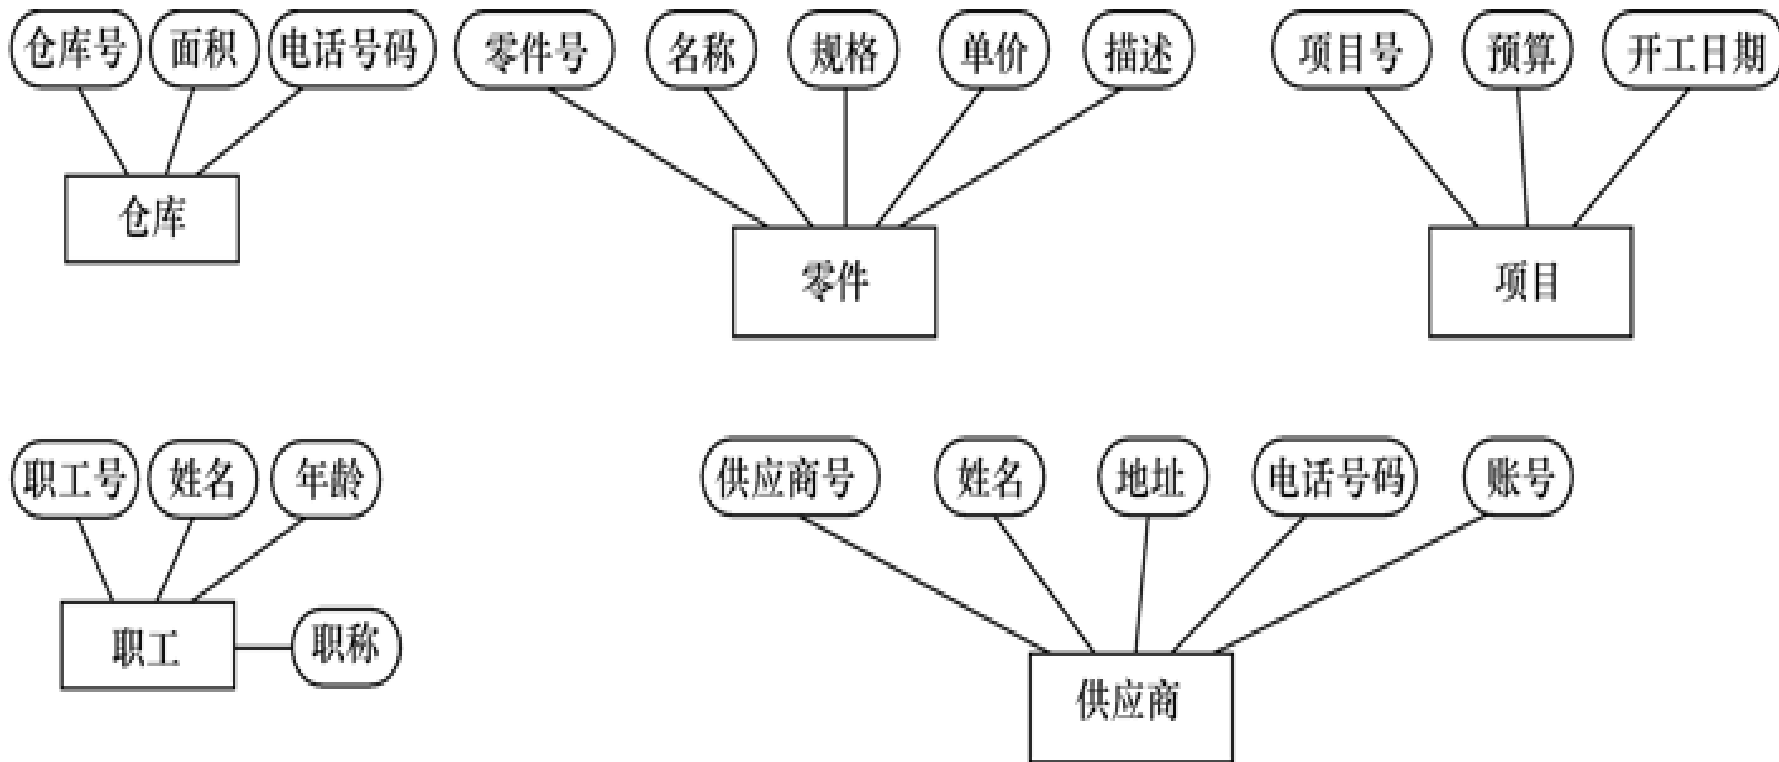 仓库号 面积 电话号码 零件号 名称 规格 单价 描述 项目号 预算 开工日期
仓库
零件 项目
职工号 姓名 年龄 供应商号 姓名 地址 电话号码 账号
职工 职称
供应商